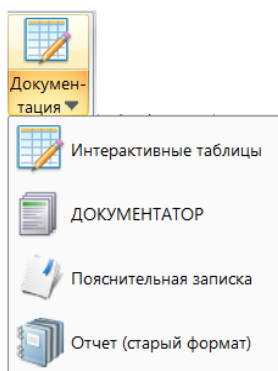 Докумен-
тация
Интерактивные таблицы
ДОКУМЕНТАТОР
Пояснительная записка
Отчет (старый формат)